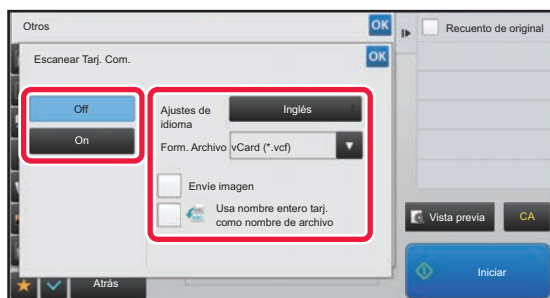 Otros
OK
Recuento de original
Escanear Tarj. Com.
OK
Off
On
Ajustes de
idioma
Inglés
Form. Archivo
vCard (*.vcf)
Envíe imagen
Usa nombre entero tarj.
como nombre de archivo
Vista previa
CA
Atrás
Iniciar